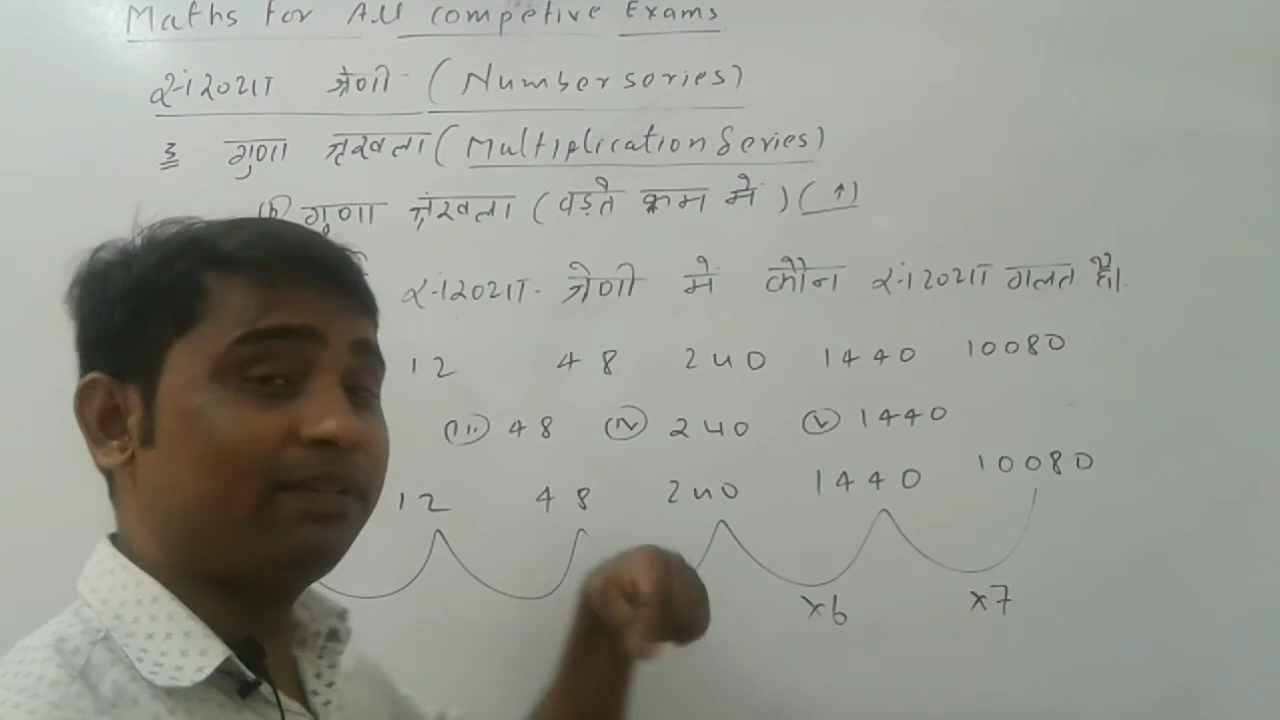 Maths for All competive Exams
संख्या श्रेणी (Number series)
3 गुणा श्रृंखला (Multiplication Series)
गुणा श्रृंखला (बड़ते क्रम में) (↑)
संख्या श्रेणी में कौन संख्या गलत है।
12 48 240 1440 10080
(iii) 48 (iv) 240 (v) 1440
12 48 240 1440 10080
×6 ×7